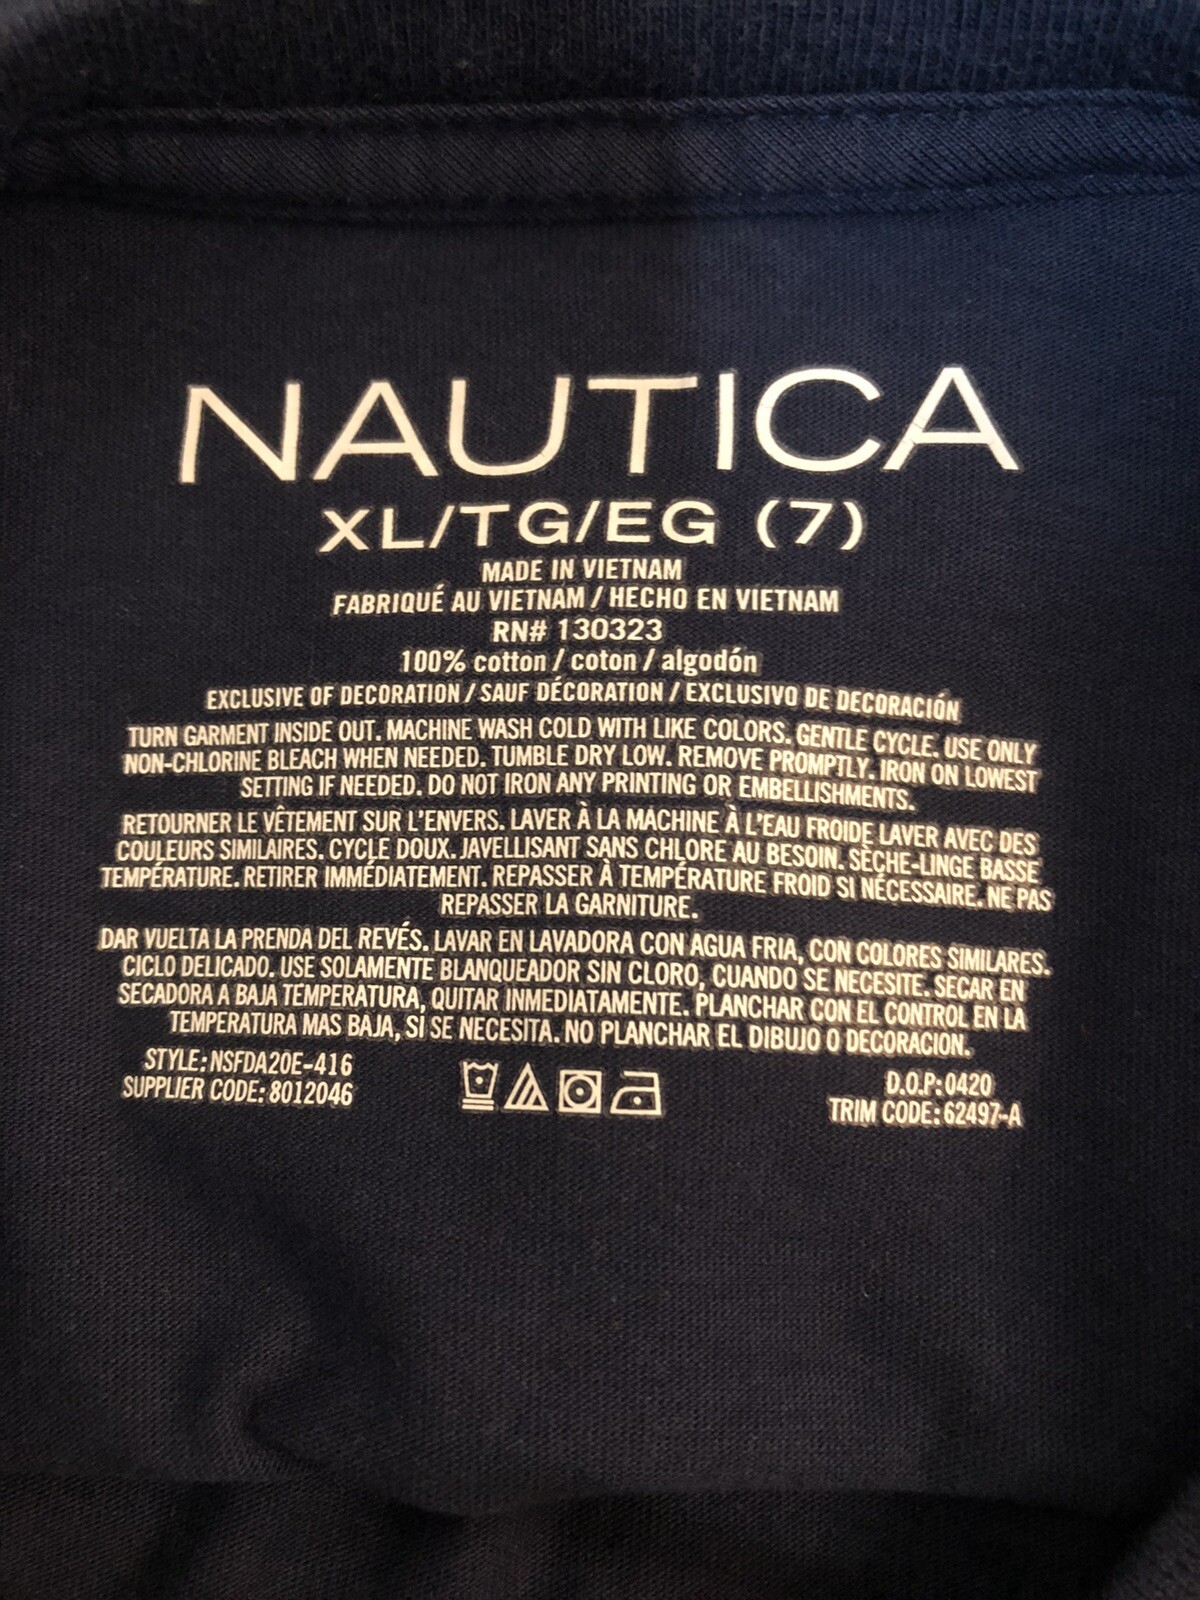 NAUTICA
XL/TG/EG (7)
MADE IN VIETNAM
FABRIQUÉ AU VIETNAM / HECHO EN VIETNAM
RN# 130323
100% cotton / coton / algodón
EXCLUSIVE OF DECORATION / SAUF DÉCORATION / EXCLUSIVO DE DECORACIÓN
TURN GARMENT INSIDE OUT. MACHINE WASH COLD WITH LIKE COLORS. GENTLE CYCLE. USE ONLY
NON-CHLORINE BLEACH WHEN NEEDED. TUMBLE DRY LOW. REMOVE PROMPTLY. IRON ON LOWEST
SETTING IF NEEDED. DO NOT IRON ANY PRINTING OR EMBELLISHMENTS.
RETOURNER LE VÊTEMENT SUR L'ENVERS. LAVER À LA MACHINE À L'EAU FROIDE LAVER AVEC DES
COULEURS SIMILAIRES. CYCLE DOUX. JAVELLISANT SANS CHLORE AU BESOIN. SÈCHE-LINGE BASSE
TEMPÉRATURE. RETIRER IMMÉDIATEMENT. REPASSER À TEMPÉRATURE FROID SI NÉCESSAIRE. NE PAS
REPASSER LA GARNITURE.
DAR VUELTA LA PRENDA DEL REVÉS. LAVAR EN LAVADORA CON AGUA FRIA, CON COLORES SIMILARES.
CICLO DELICADO. USE SOLAMENTE BLANQUEADOR SIN CLORO, CUANDO SE NECESITE. SECAR EN
SECADORA A BAJA TEMPERATURA, QUITAR INMEDIATAMENTE. PLANCHAR CON EL CONTROL EN LA
TEMPERATURA MAS BAJA, SI SE NECESITA. NO PLANCHAR EL DIBUJO O DECORACION.
STYLE: NSFDA20E-416
SUPPLIER CODE: 8012046
D.O.P: 0420
TRIM CODE: 62497-A